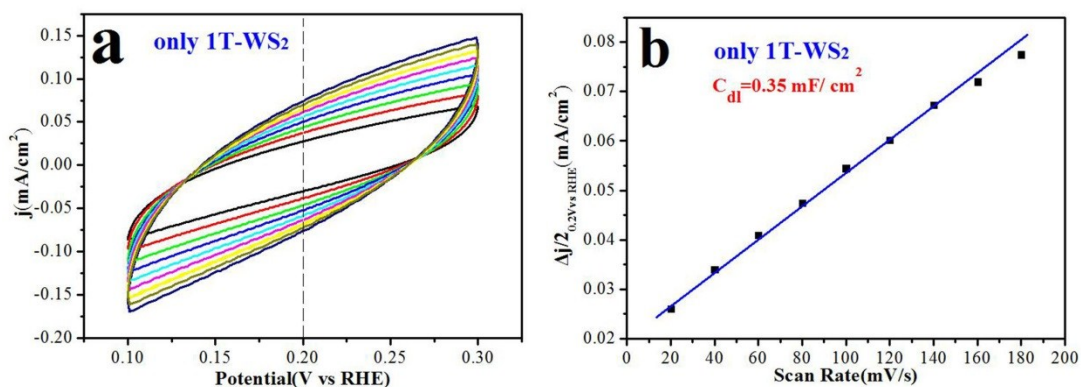 a
only 1T-WS₂
j(mA/cm²)
0.15
0.10
0.05
0.00
-0.05
-0.10
-0.15
-0.20
0.10 0.15 0.20 0.25 0.30
Potential(V vs RHE)
b
only 1T-WS₂
C_dl=0.35 mF/ cm²
Δj/2_0.2V vs RHE(mA/cm²)
0.08
0.07
0.06
0.05
0.04
0.03
0.02
0 20 40 60 80 100 120 140 160 180 200
Scan Rate(mV/s)